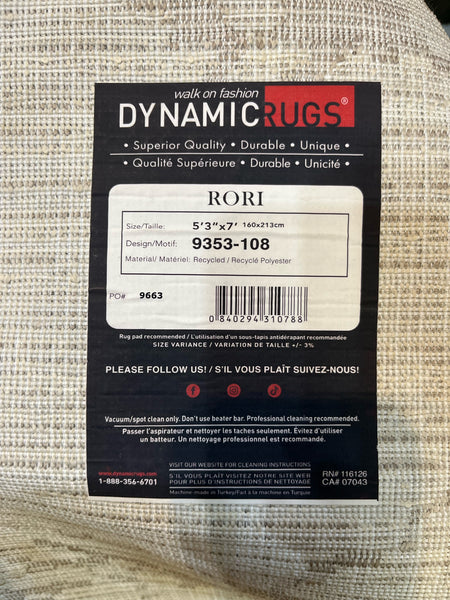 walk on fashion
DYNAMIC RUGS®
• Superior Quality • Durable • Unique •
• Qualité Supérieure • Durable • Unicité •
RORI
Size/Taille: 5'3"x7' 160x213cm
Design/Motif: 9353-108
Material/ Matériel: Recycled / Recyclé Polyester
PO# 9663
0 840294 310788
Rug pad recommended / L'utilisation d'un sous-tapis antidérapant recommandée
SIZE VARIANCE / VARIATION DE TAILLE +/- 3%
PLEASE FOLLOW US! / S'IL VOUS PLAÎT SUIVEZ-NOUS!
Vacuum/spot clean only. Don't use beater bar. Professional cleaning recommended.
Passer l'aspirateur et nettoyer les taches seulement. Évitez d'utiliser
un batteur. Un nettoyage professionnel est recommandé.
www.dynamicrugs.com
1-888-356-6701
VISIT OUR WEBSITE FOR CLEANING INSTRUCTIONS
S'IL VOUS PLAÎT VISITEZ NOTRE SITE WEB
POUR PLUS D'INSTRUCTIONS DE NETTOYAGE
Machine-made in Turkey/Fait à la machine en Turquie
RN# 116126
CA# 07043